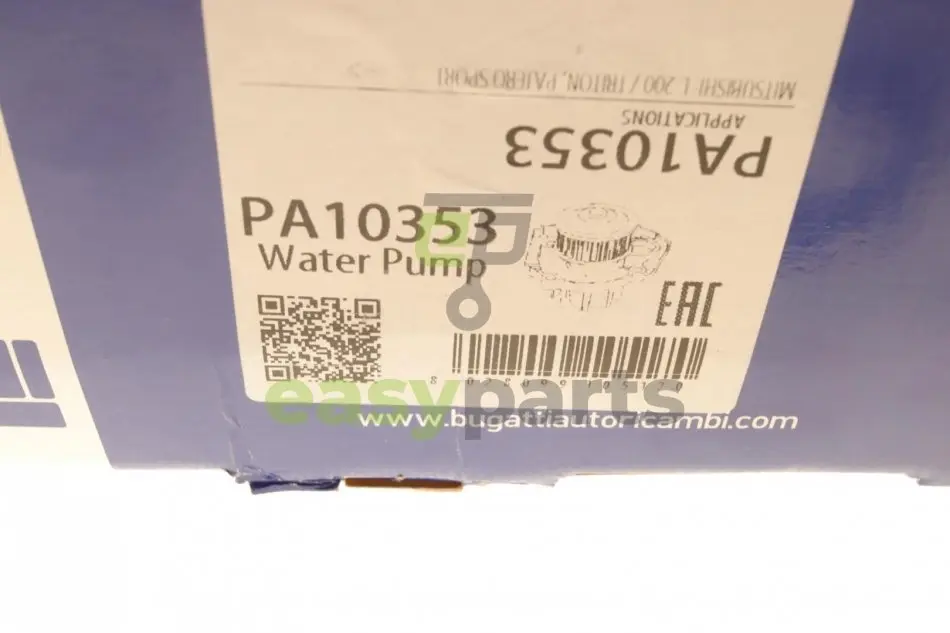 MITSUBISHI L 200 / TRITON, PAJERO SPORT
APPLICATIONS
PA10353
PA10353
Water Pump
EAC
easyparts
www.bugattiautoricambi.com